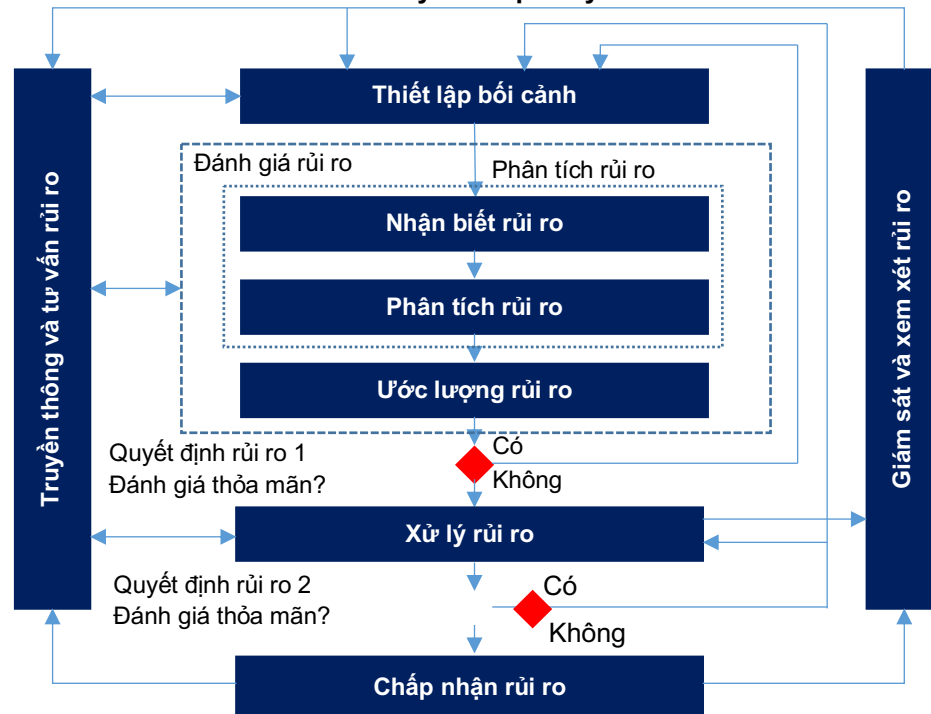 Thiết lập bối cảnh
Đánh giá rủi ro
Phân tích rủi ro
Nhận biết rủi ro
Phân tích rủi ro
Ước lượng rủi ro
Truyền thông và tư vấn rủi ro
Giám sát và xem xét rủi ro
Quyết định rủi ro 1
Đánh giá thỏa mãn?
Có
Không
Xử lý rủi ro
Quyết định rủi ro 2
Đánh giá thỏa mãn?
Có
Không
Chấp nhận rủi ro